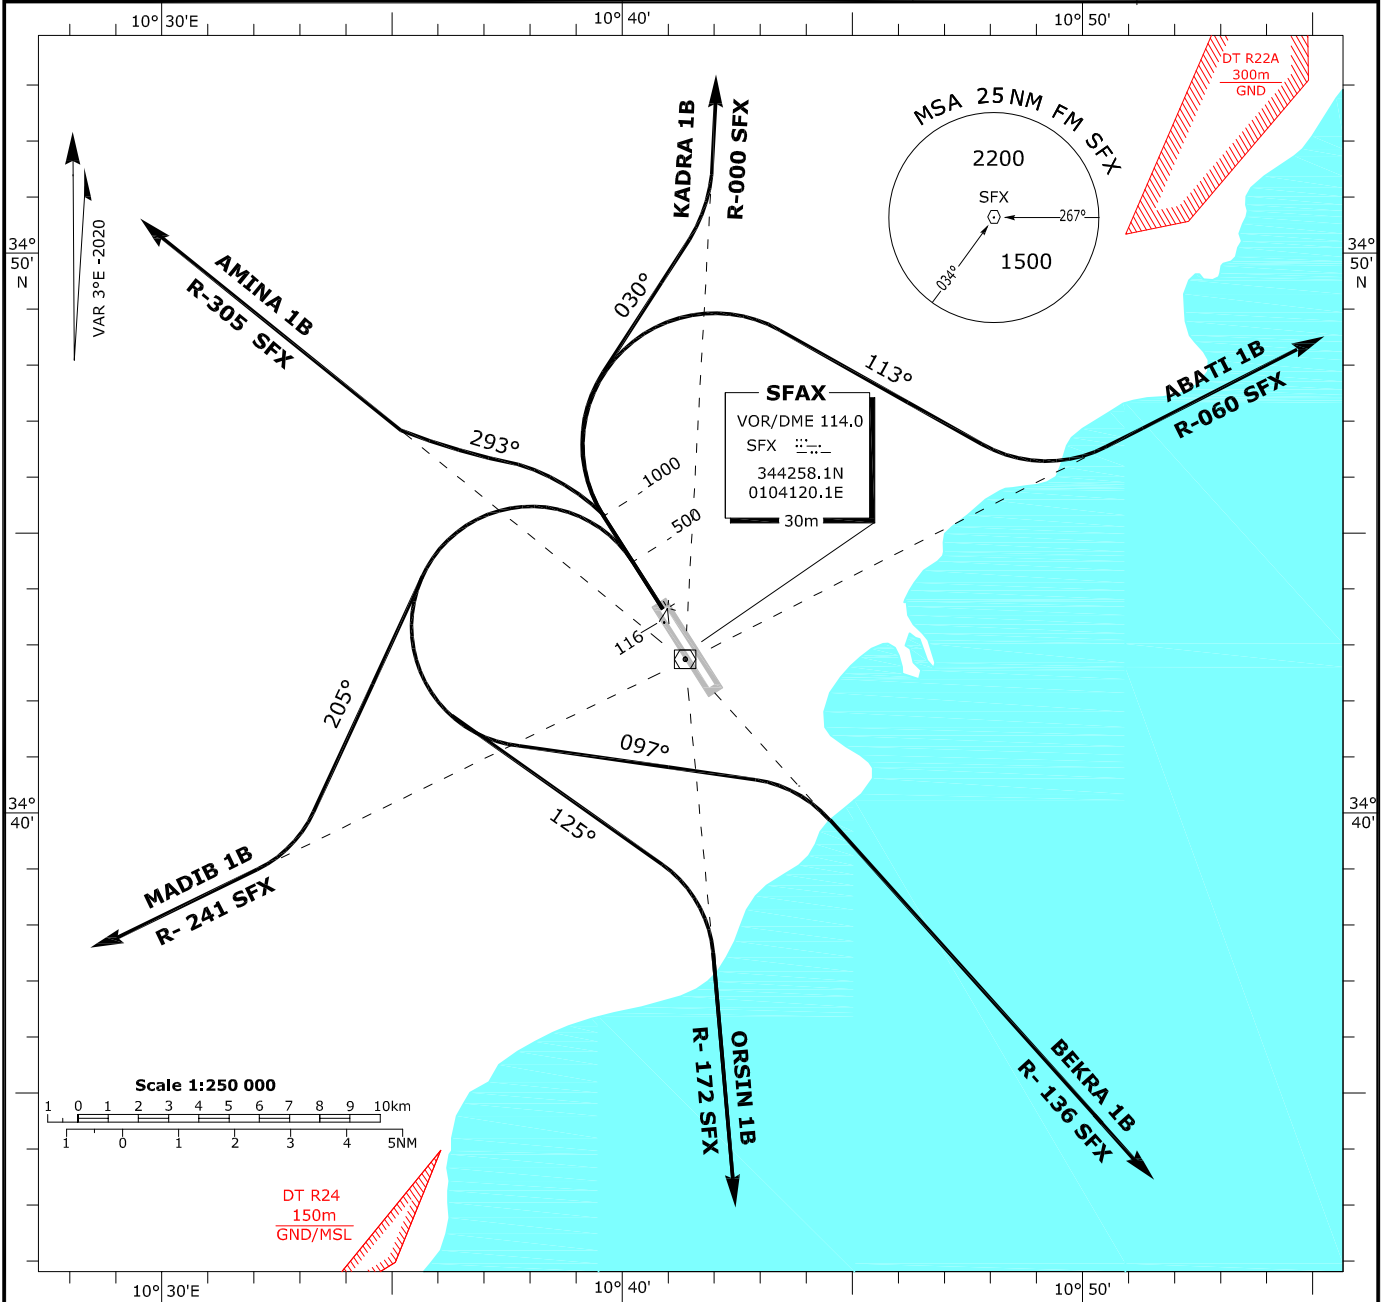 10° 30'E
10° 40'
10° 50'
DT R22A
300m
GND
MSA 25 NM FM SFX
2200
SFX
267°
034°
1500
KADRA 1B
R-000 SFX
VAR 3°E -2020
34°
50'
N
34°
50'
N
AMINA 1B
R-305 SFX
030°
113°
ABATI 1B
R-060 SFX
SFAX
VOR/DME 114.0
SFX
344258.1N
0104120.1E
30m
293°
1000
500
116
205°
097°
125°
34°
40'
34°
40'
MADIB 1B
R- 241 SFX
ORSIN 1B
R- 172 SFX
BEKRA 1B
R- 136 SFX
Scale 1:250 000
1 0 1 2 3 4 5 6 7 8 9 10km
1 0 1 2 3 4 5NM
DT R24
150m
GND/MSL
10° 30'E
10° 40'
10° 50'